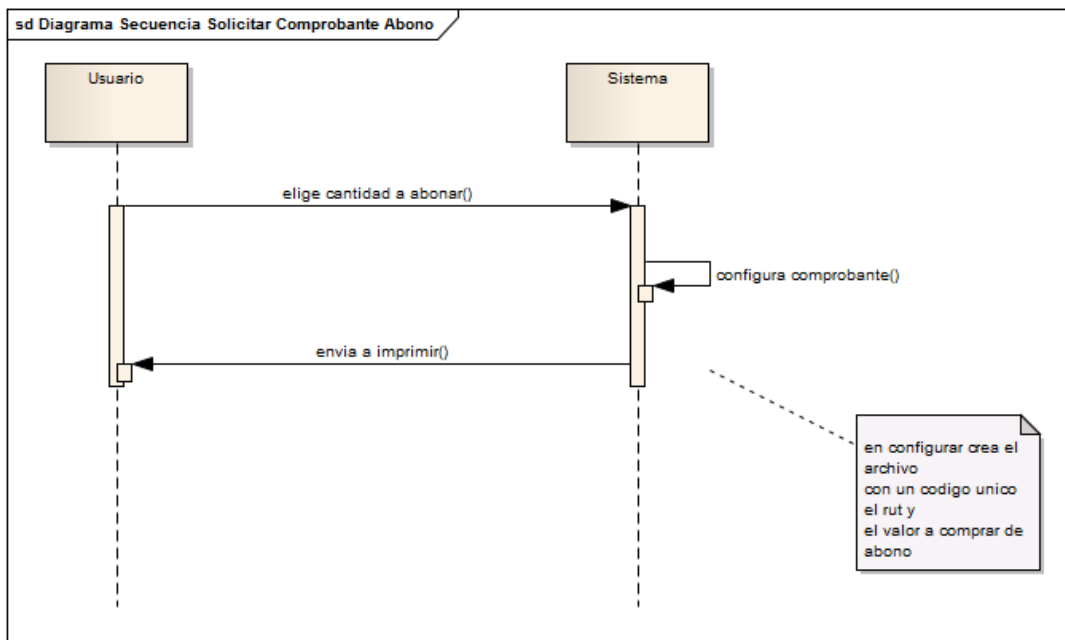 sd Diagrama Secuencia Solicitar Comprobante Abono
Usuario
Sistema
elige cantidad a abonar()
configura comprobante()
envia a imprimir()
en configurar crea el
archivo
con un codigo unico
el rut y
el valor a comprar de
abono